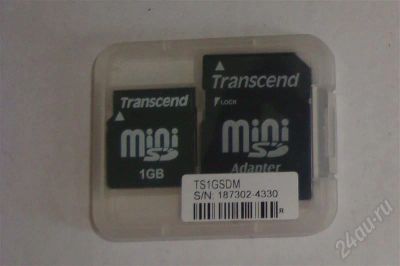 Transcend
mini
SD
1GB
Transcend
LOCK
mini
SD
Adapter
TS1GSDM
S/N: 187302-4330
R
24au.ru